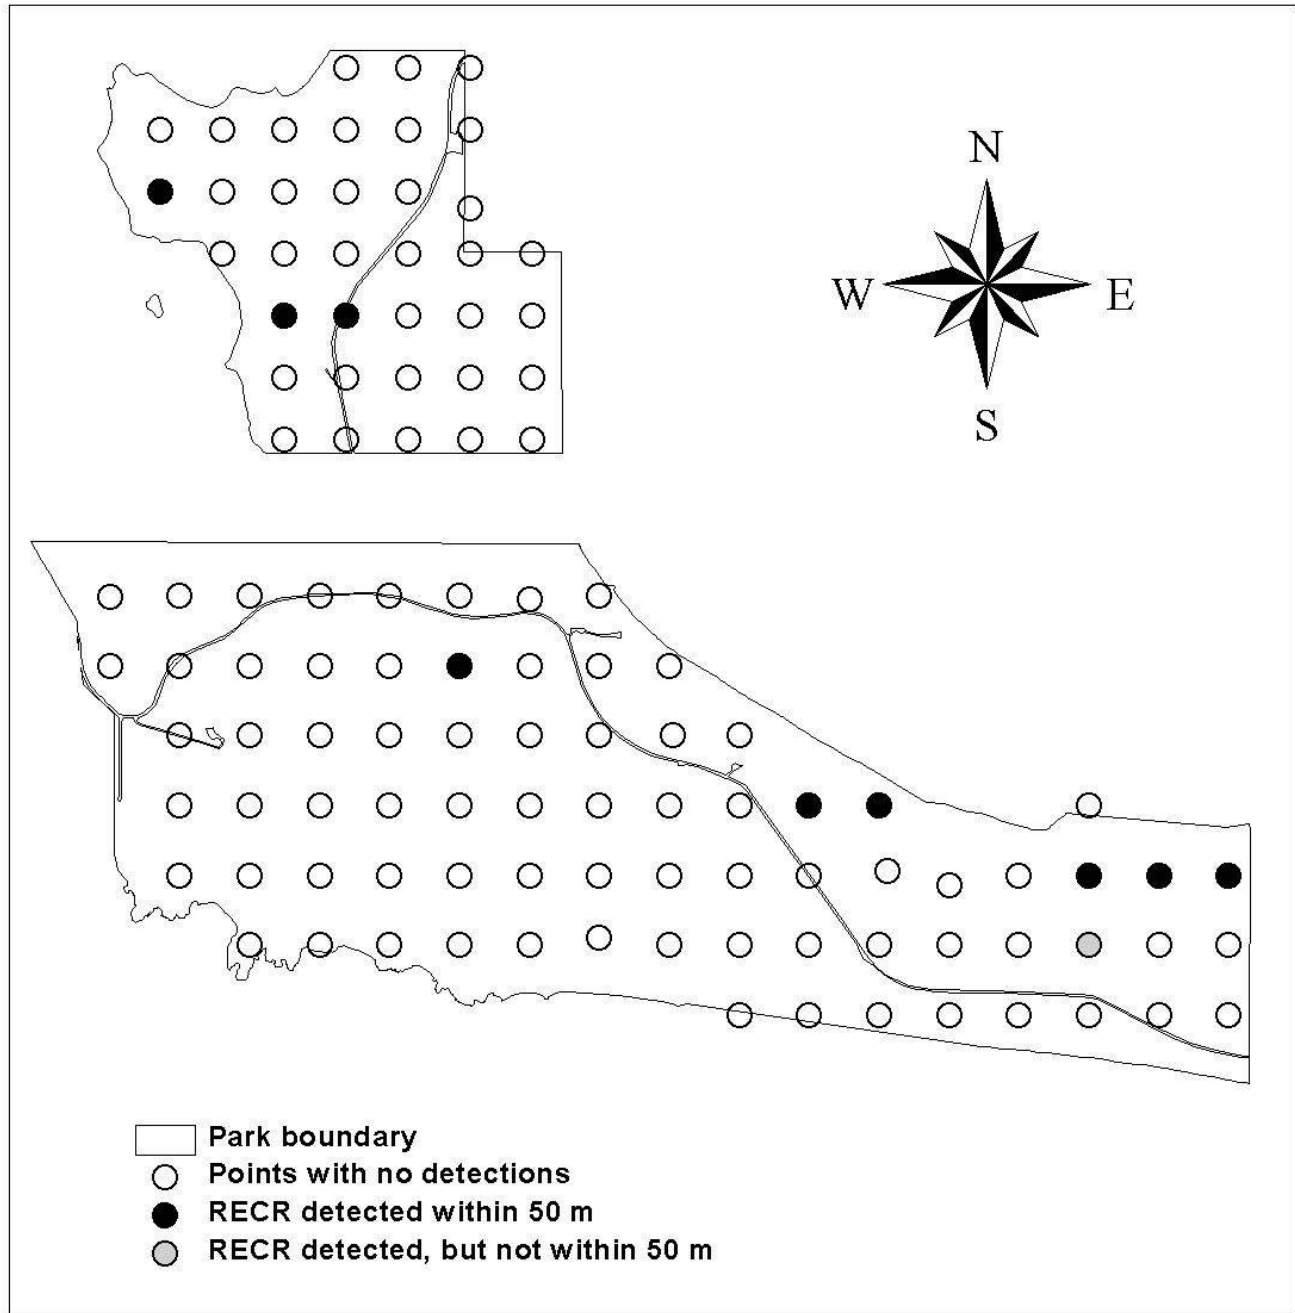 N
W E
S
Park boundary
Points with no detections
RECR detected within 50 m
RECR detected, but not within 50 m